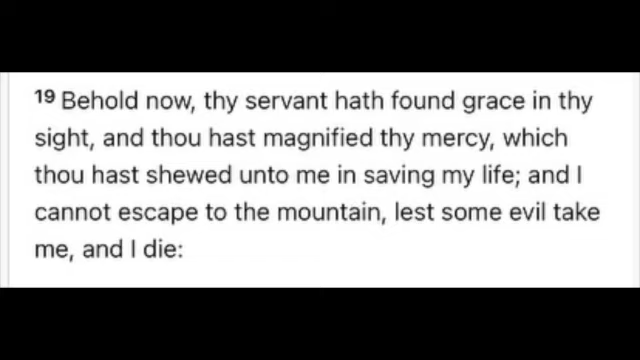 19 Behold now, thy servant hath found grace in thy
sight, and thou hast magnified thy mercy, which
thou hast shewed unto me in saving my life; and I
cannot escape to the mountain, lest some evil take
me, and I die: